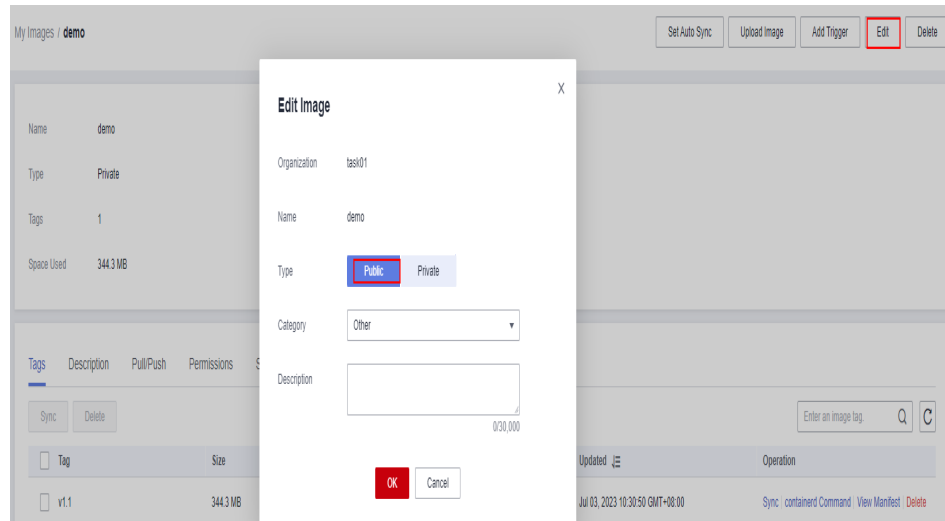 My Images / demo
Set Auto Sync Upload Image Add Trigger Edit Delete
X
Edit Image
Name demo
Organization task01
Type Private
Name demo
Tags 1
Space Used 344.3 MB
Type Public Private
Category Other
Tags Description Pull/Push Permissions S
Description
0/30,000
Sync Delete
Enter an image tag.
Tag Size Updated Operation
OK Cancel
v1.1 344.3 MB Jul 03, 2023 10:30:50 GMT+08:00 Sync | containerd Command | View Manifest | Delete